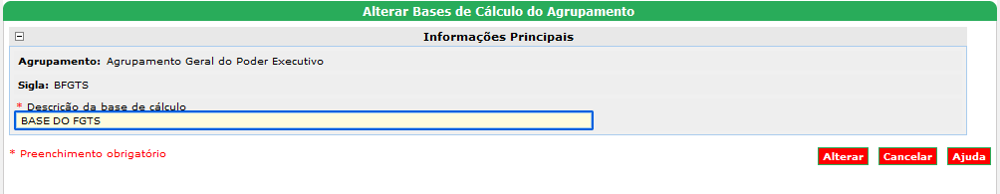 Alterar Bases de Cálculo do Agrupamento
Informações Principais
Agrupamento: Agrupamento Geral do Poder Executivo
Sigla: BFGTS
* Descrição da base de cálculo
BASE DO FGTS
* Preenchimento obrigatório
Alterar Cancelar Ajuda